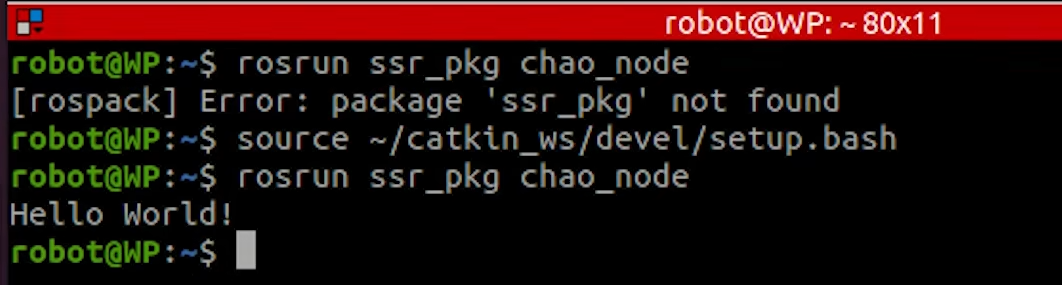 robot@WP: ~ 80x11
robot@WP:~$ rosrun ssr_pkg chao_node
[rospack] Error: package 'ssr_pkg' not found
robot@WP:~$ source ~/catkin_ws/devel/setup.bash
robot@WP:~$ rosrun ssr_pkg chao_node
Hello World!
robot@WP:~$